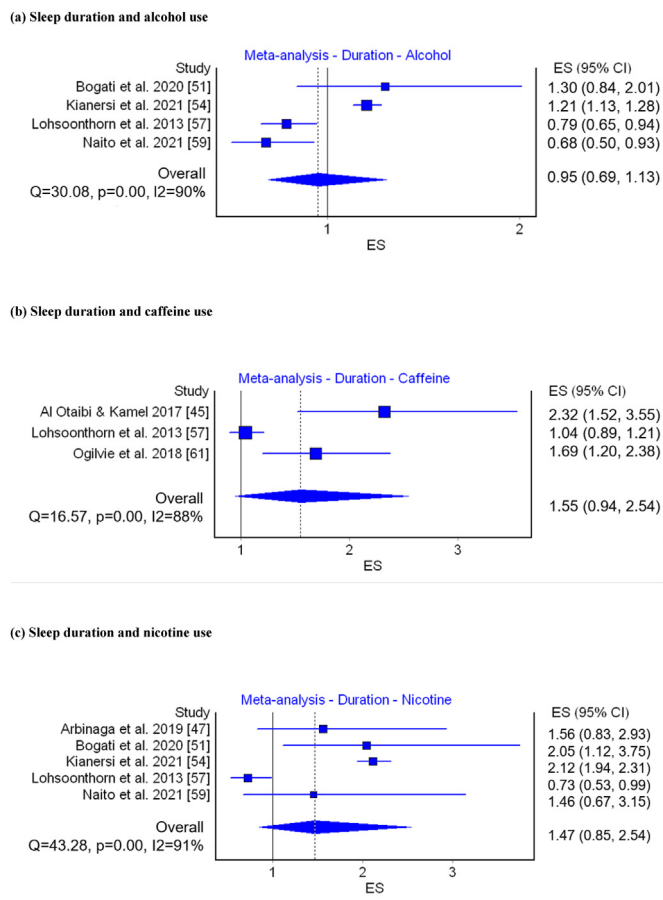 (a) Sleep duration and alcohol use
Meta-analysis - Duration - Alcohol
Study ES (95% CI)
Bogati et al. 2020 [51] 1.30 (0.84, 2.01)
Kianersi et al. 2021 [54] 1.21 (1.13, 1.28)
Lohsoonthorn et al. 2013 [57] 0.79 (0.65, 0.94)
Naito et al. 2021 [59] 0.68 (0.50, 0.93)
Overall 0.95 (0.69, 1.13)
Q=30.08, p=0.00, I2=90%
1 2
ES
(b) Sleep duration and caffeine use
Meta-analysis - Duration - Caffeine
Study ES (95% CI)
Al Otaibi & Kamel 2017 [45] 2.32 (1.52, 3.55)
Lohsoonthorn et al. 2013 [57] 1.04 (0.89, 1.21)
Ogilvie et al. 2018 [61] 1.69 (1.20, 2.38)
Overall 1.55 (0.94, 2.54)
Q=16.57, p=0.00, I2=88%
1 2 3
ES
(c) Sleep duration and nicotine use
Meta-analysis - Duration - Nicotine
Study ES (95% CI)
Arbinaga et al. 2019 [47] 1.56 (0.83, 2.93)
Bogati et al. 2020 [51] 2.05 (1.12, 3.75)
Kianersi et al. 2021 [54] 2.12 (1.94, 2.31)
Lohsoonthorn et al. 2013 [57] 0.73 (0.53, 0.99)
Naito et al. 2021 [59] 1.46 (0.67, 3.15)
Overall 1.47 (0.85, 2.54)
Q=43.28, p=0.00, I2=91%
1 2 3
ES